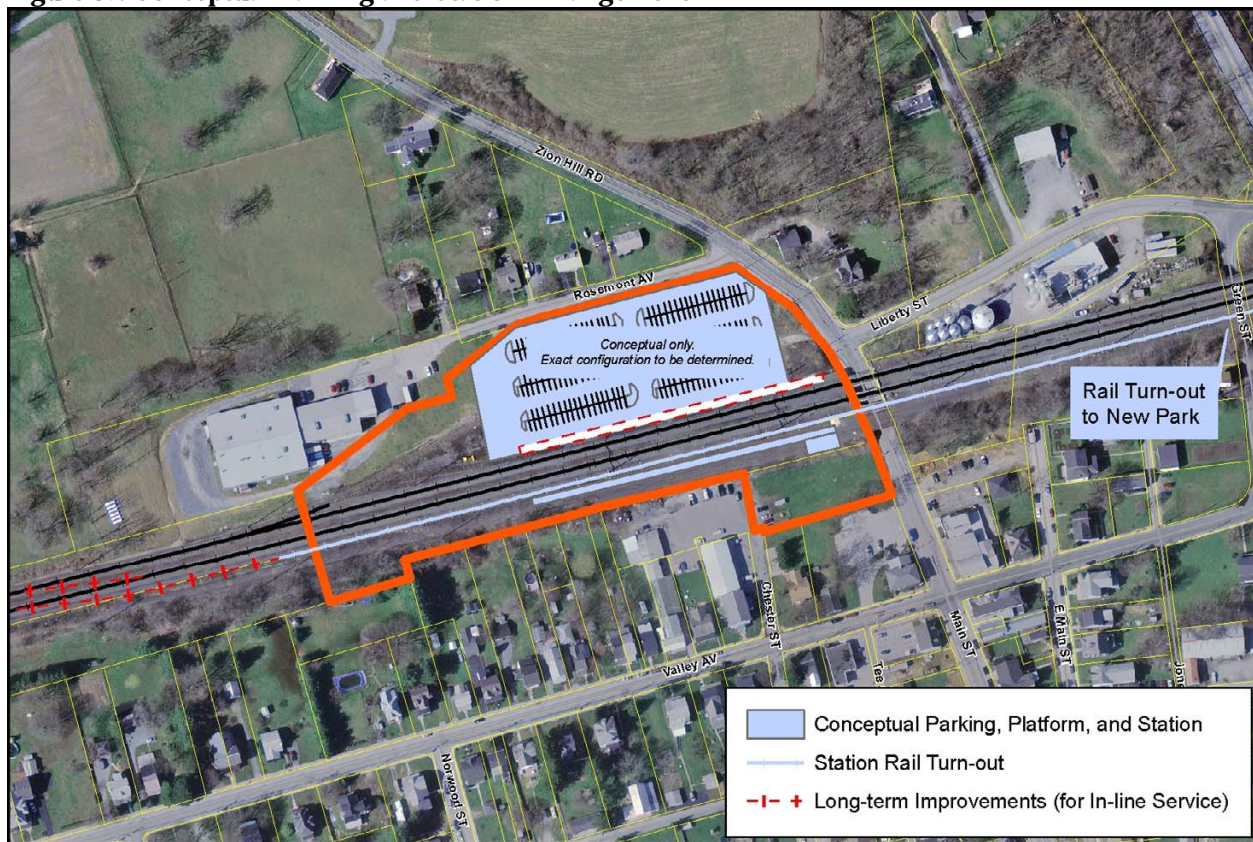 Zion Hill RD
Rosemont AV
Conceptual only.
Exact configuration to be determined.
Liberty ST
Green ST
Rail Turn-out
to New Park
Chester ST
Main ST
E Main ST
Valley AV
Tee
Jone
Norwood ST
Conceptual Parking, Platform, and Station
Station Rail Turn-out
Long-term Improvements (for In-line Service)